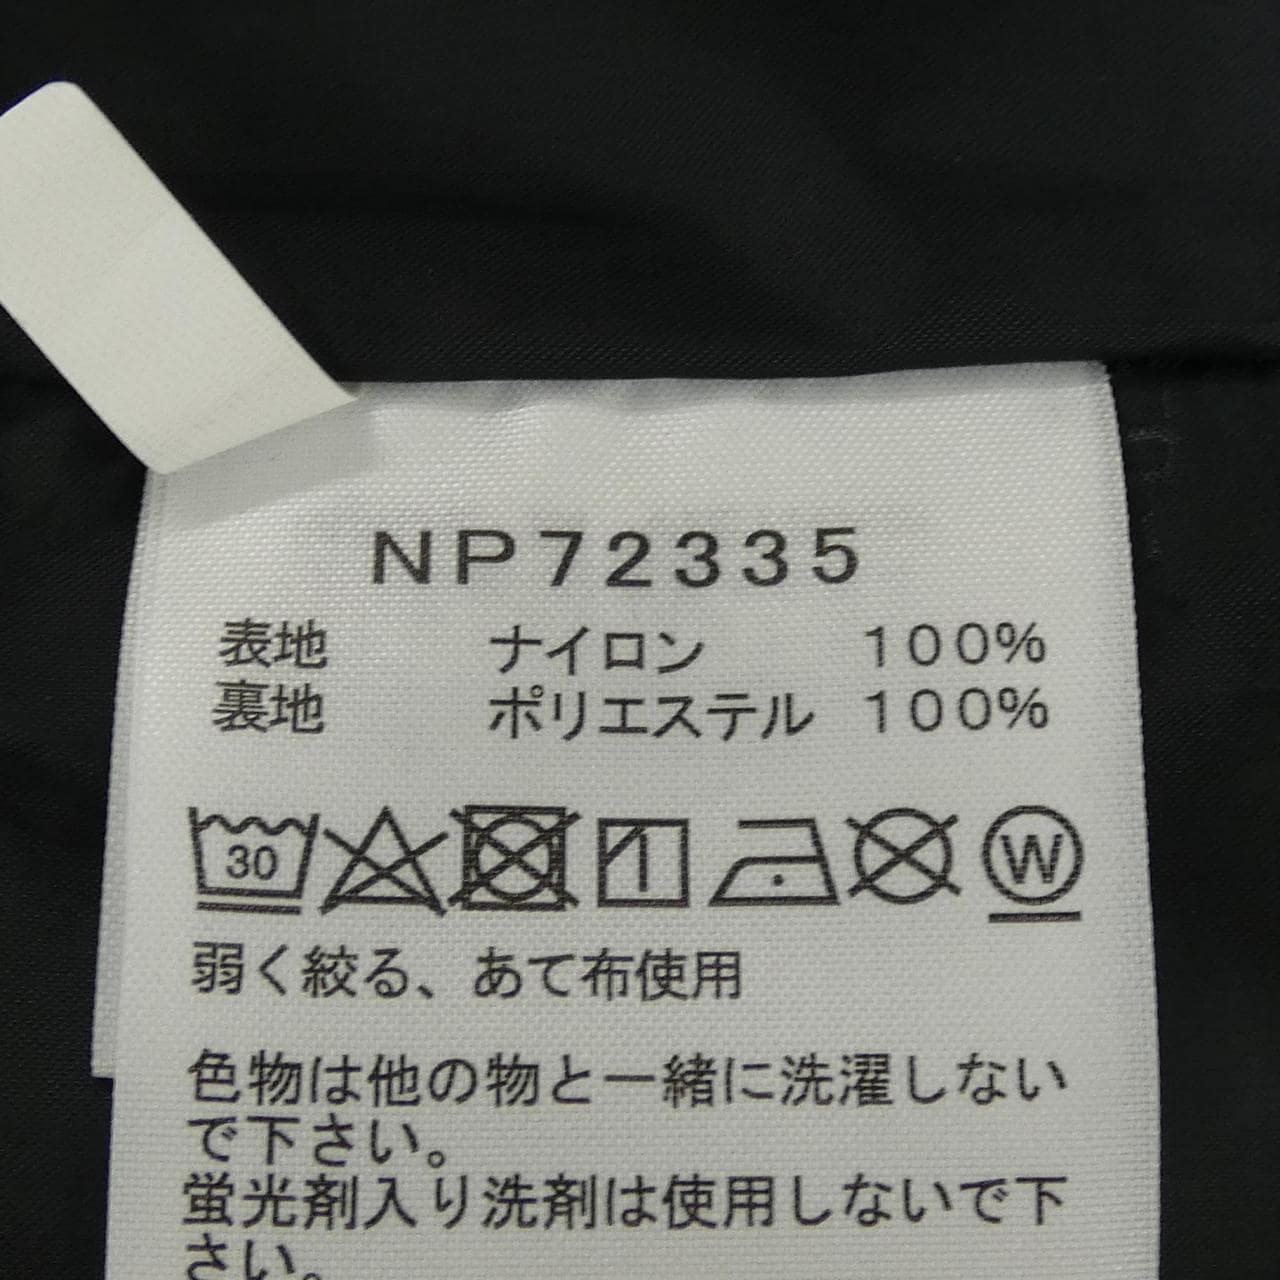 NP72335
表地 ナイロン 100%
裏地 ポリエステル 100%
30 W
弱く絞る、あて布使用
色物は他の物と一緒に洗濯しない
で下さい。
蛍光剤入り洗剤は使用しないで下
さい。